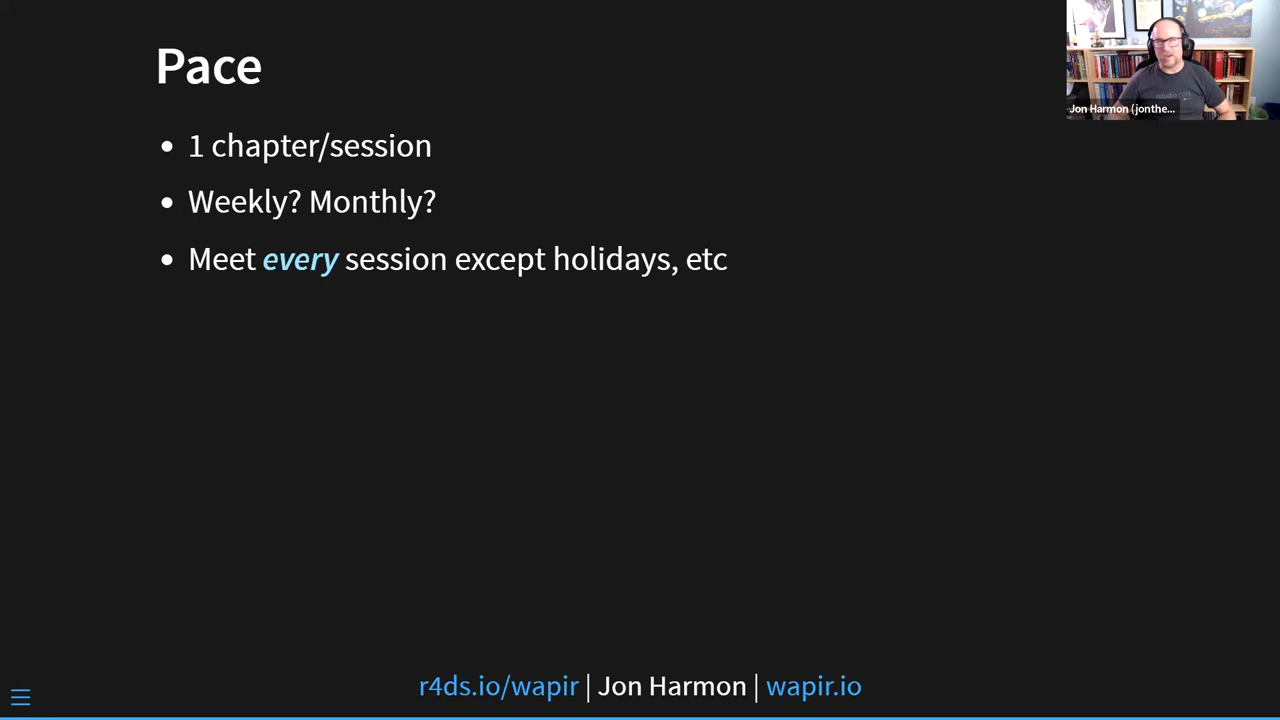 Pace
• 1 chapter/session
• Weekly? Monthly?
• Meet every session except holidays, etc
Jon Harmon (jonthe...
r4ds.io/wapir | Jon Harmon | wapir.io